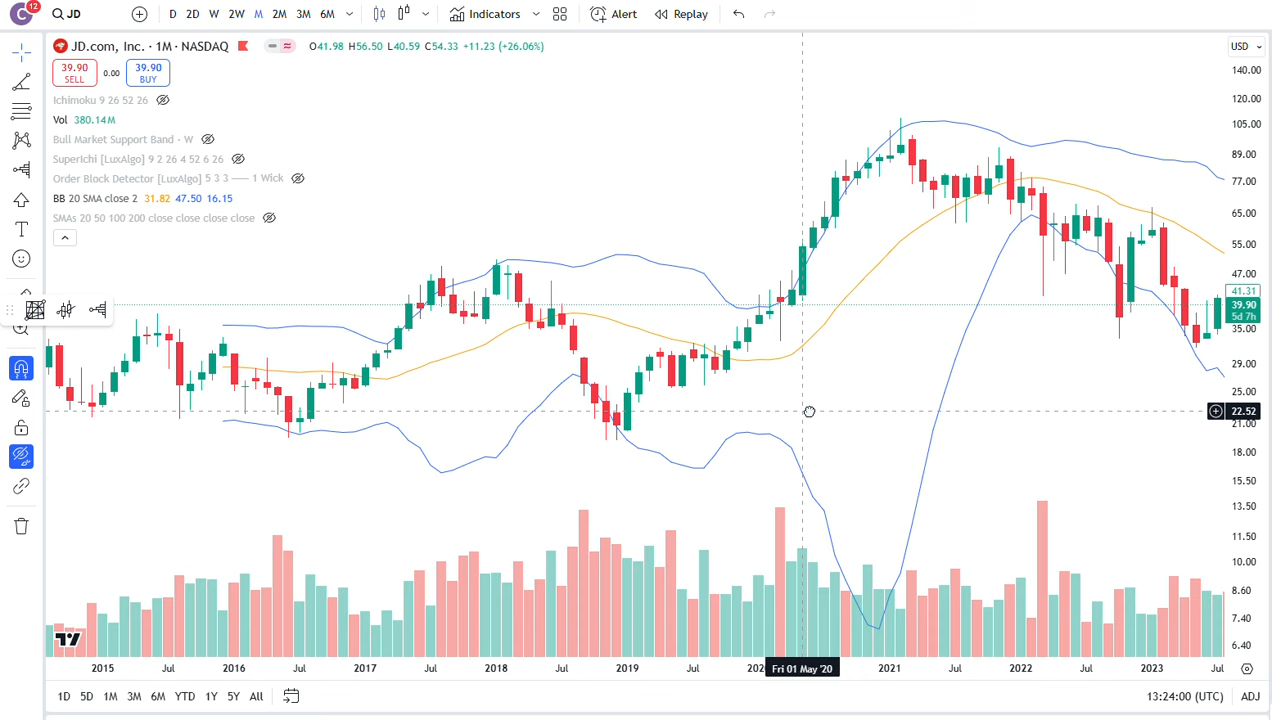 C 12 JD D 2D W 2W M 2M 3M 6M Indicators Alert Replay
JD.com, Inc. · 1M · NASDAQ O41.98 H56.50 L40.59 C54.33 +11.23 (+26.06%) USD
39.90 SELL 0.00 39.90 BUY
Ichimoku 9 26 52 26
Vol 380.14M
Bull Market Support Band · W
SuperIchi [LuxAlgo] 9 2 26 4 52 6 26
Order Block Detector [LuxAlgo] 5 3 3 —— 1 Wick
BB 20 SMA close 2 31.82 47.50 16.15
SMAs 20 50 100 200 close close close close
140.00
120.00
105.00
89.00
77.00
65.00
55.00
47.00
41.31
39.90
5d 7h
35.00
29.00
25.00
22.52
21.00
18.00
15.50
13.50
11.50
10.00
8.60
7.40
6.40
2015 Jul 2016 Jul 2017 Jul 2018 Jul 2019 Jul 2020 Fri 01 May '20 2021 Jul 2022 Jul 2023 Jul
1D 5D 1M 3M 6M YTD 1Y 5Y All 13:24:00 (UTC) ADJ